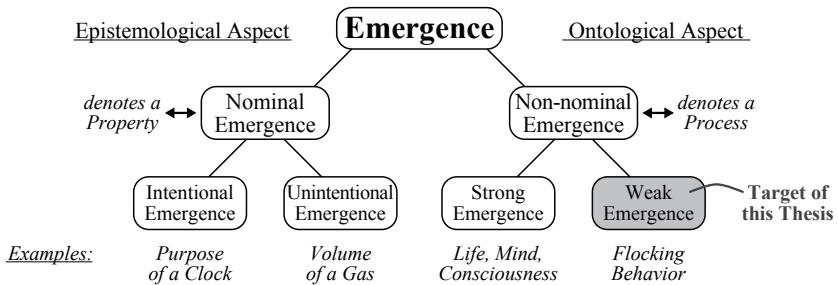 Epistemological Aspect
Emergence
Ontological Aspect
denotes a
Property
Nominal
Emergence
Non-nominal
Emergence
denotes a
Process
Intentional
Emergence
Unintentional
Emergence
Strong
Emergence
Weak
Emergence
Target of
this Thesis
Examples:
Purpose
of a Clock
Volume
of a Gas
Life, Mind,
Consciousness
Flocking
Behavior